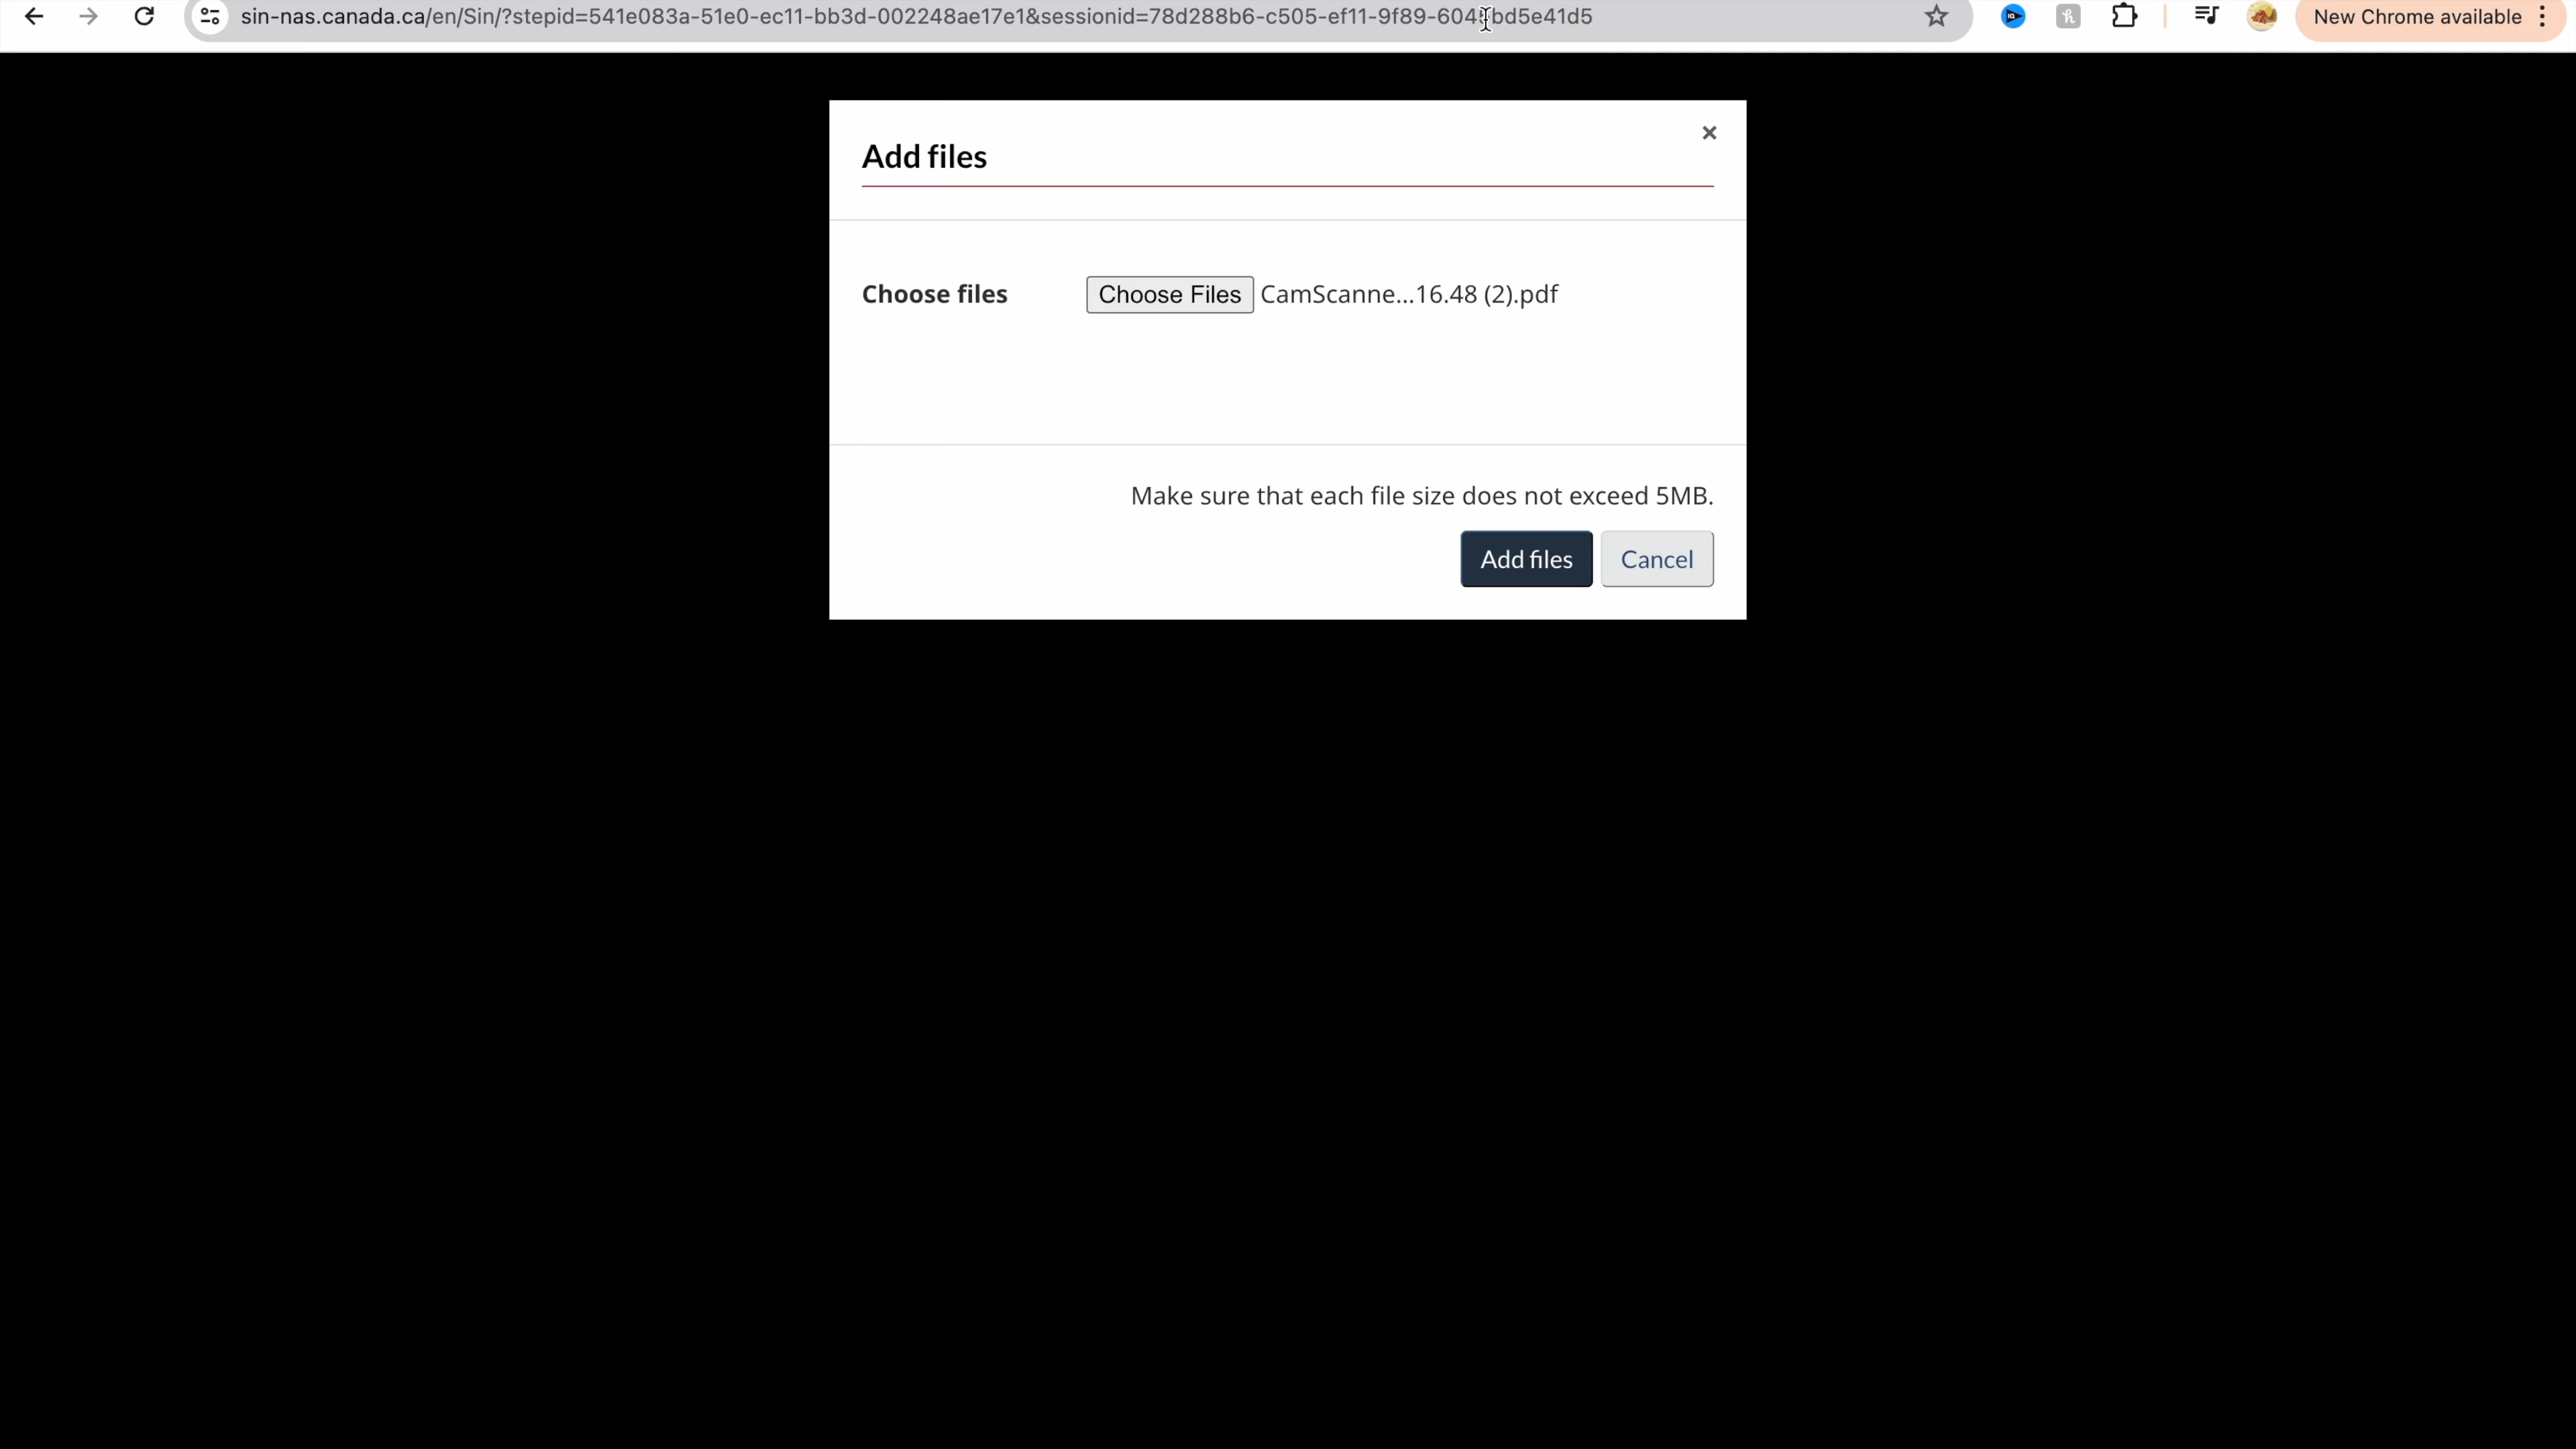 sin-nas.canada.ca/en/Sin/?stepid=541e083a-51e0-ec11-bb3d-002248ae17e1&sessionid=78d288b6-c505-ef11-9f89-6045bd5e41d5
New Chrome available
×
Add files
Choose files
Choose Files CamScanne...16.48 (2).pdf
Make sure that each file size does not exceed 5MB.
Add files
Cancel